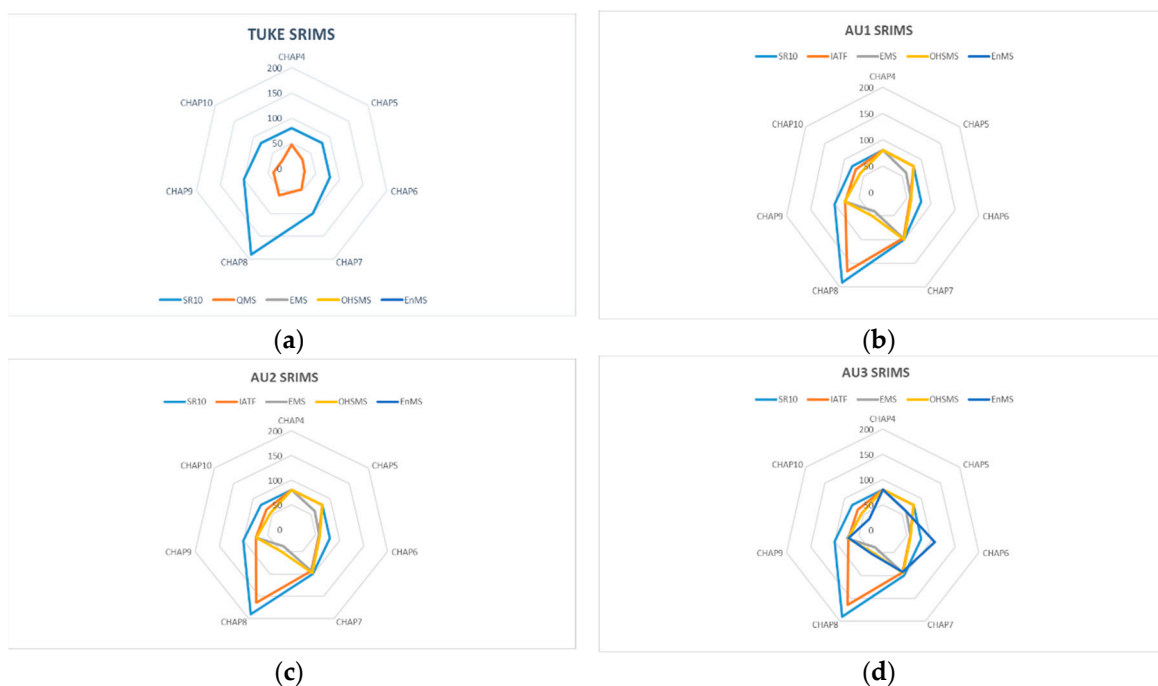 TUKE SRIMS
CHAP4
200
150
100
50
0
CHAP5
CHAP6
CHAP7
CHAP8
CHAP9
CHAP10
SR10 QMS EMS OHSMS EnMS
(a)
AU1 SRIMS
SR10 IATF EMS OHSMS EnMS
CHAP4
200
150
100
50
0
CHAP5
CHAP6
CHAP7
CHAP8
CHAP9
CHAP10
(b)
AU2 SRIMS
SR10 IATF EMS OHSMS EnMS
CHAP4
200
150
100
50
0
CHAP5
CHAP6
CHAP7
CHAP8
CHAP9
CHAP10
(c)
AU3 SRIMS
SR10 IATF EMS OHSMS EnMS
CHAP4
200
150
100
50
0
CHAP5
CHAP6
CHAP7
CHAP8
CHAP9
CHAP10
(d)